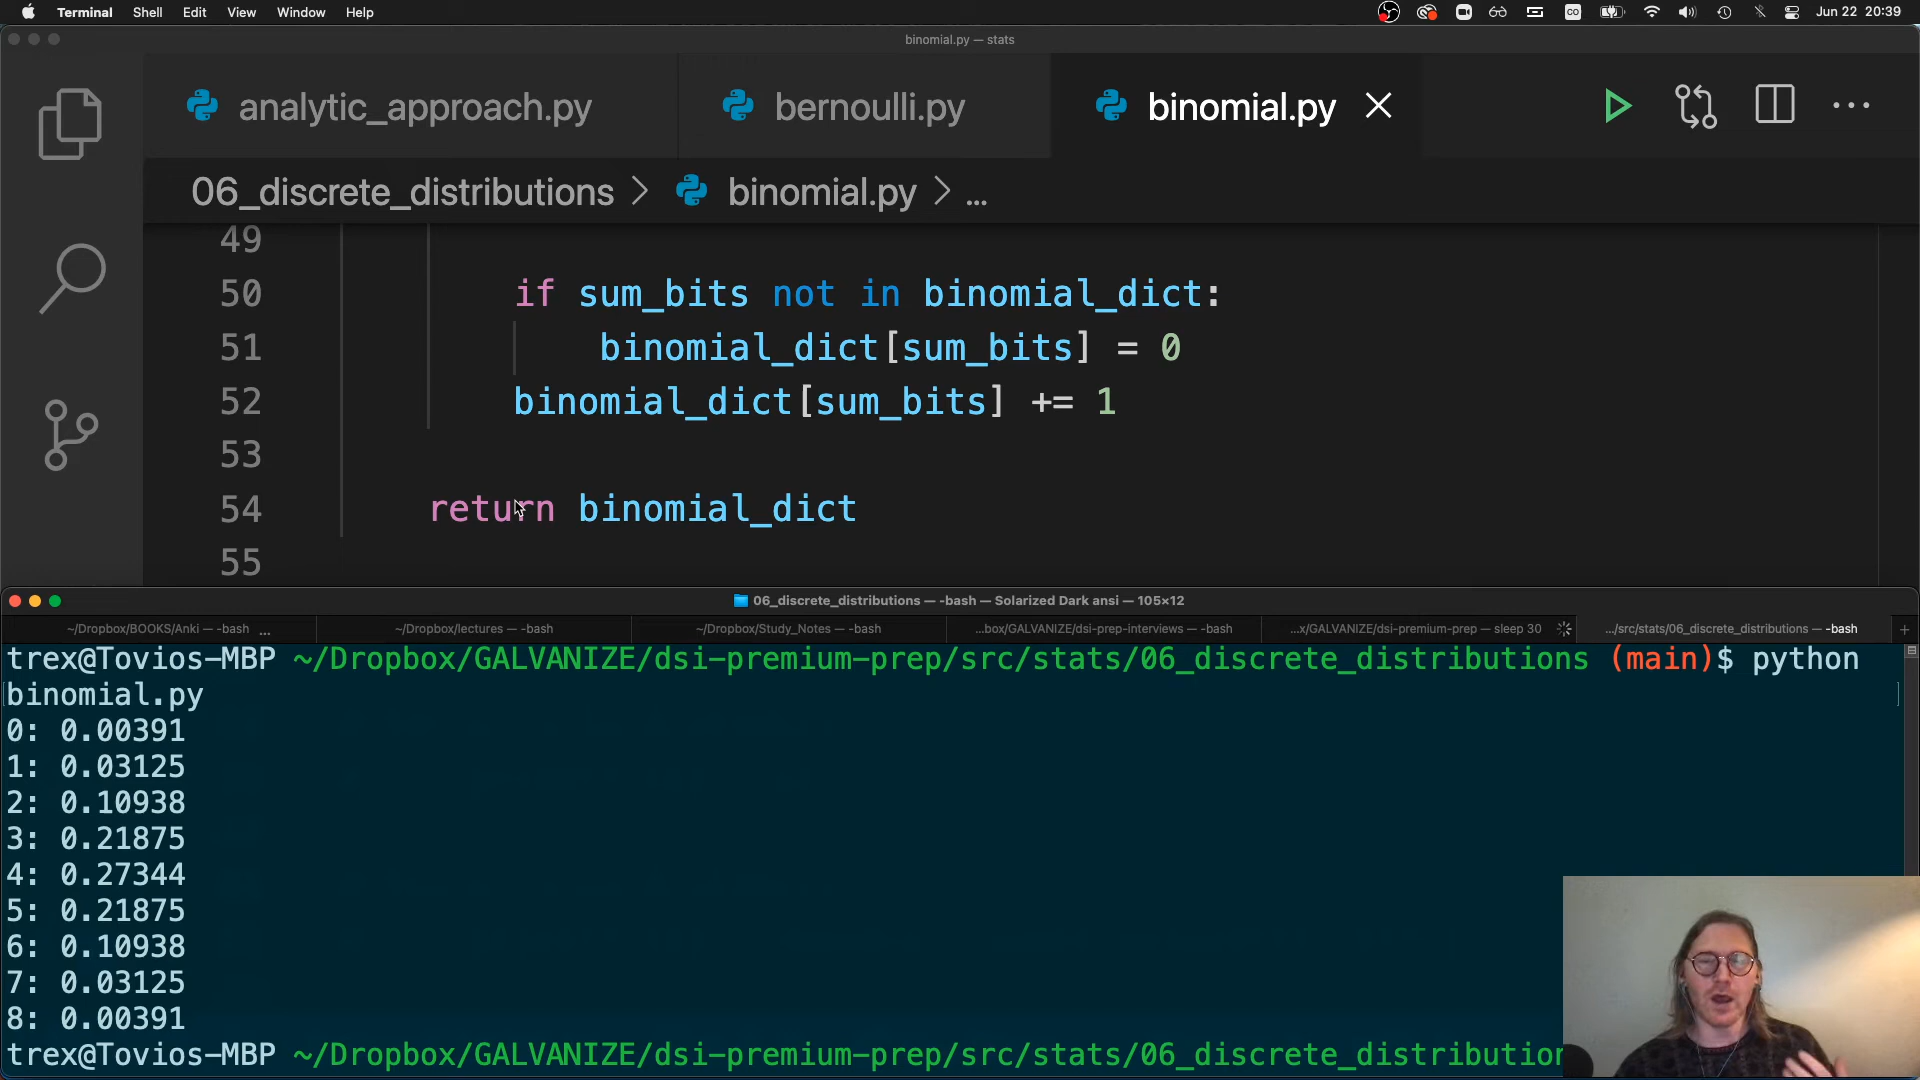 Terminal Shell Edit View Window Help
Jun 22 20:39
binomial.py — stats
analytic_approach.py
bernoulli.py
binomial.py
06_discrete_distributions > binomial.py > ...
49
50 if sum_bits not in binomial_dict:
51 binomial_dict[sum_bits] = 0
52 binomial_dict[sum_bits] += 1
53
54 return binomial_dict
55
06_discrete_distributions — -bash — Solarized Dark ansi — 105×12
~/Dropbox/BOOKS/Anki — -bash ...
~/Dropbox/lectures — -bash
~/Dropbox/Study_Notes — -bash
...box/GALVANIZE/dsi-prep-interviews — -bash
...x/GALVANIZE/dsi-premium-prep — sleep 30
.../src/stats/06_discrete_distributions — -bash
trex@Tovios-MBP ~/Dropbox/GALVANIZE/dsi-premium-prep/src/stats/06_discrete_distributions (main)$ python
binomial.py
0: 0.00391
1: 0.03125
2: 0.10938
3: 0.21875
4: 0.27344
5: 0.21875
6: 0.10938
7: 0.03125
8: 0.00391
trex@Tovios-MBP ~/Dropbox/GALVANIZE/dsi-premium-prep/src/stats/06_discrete_distribution